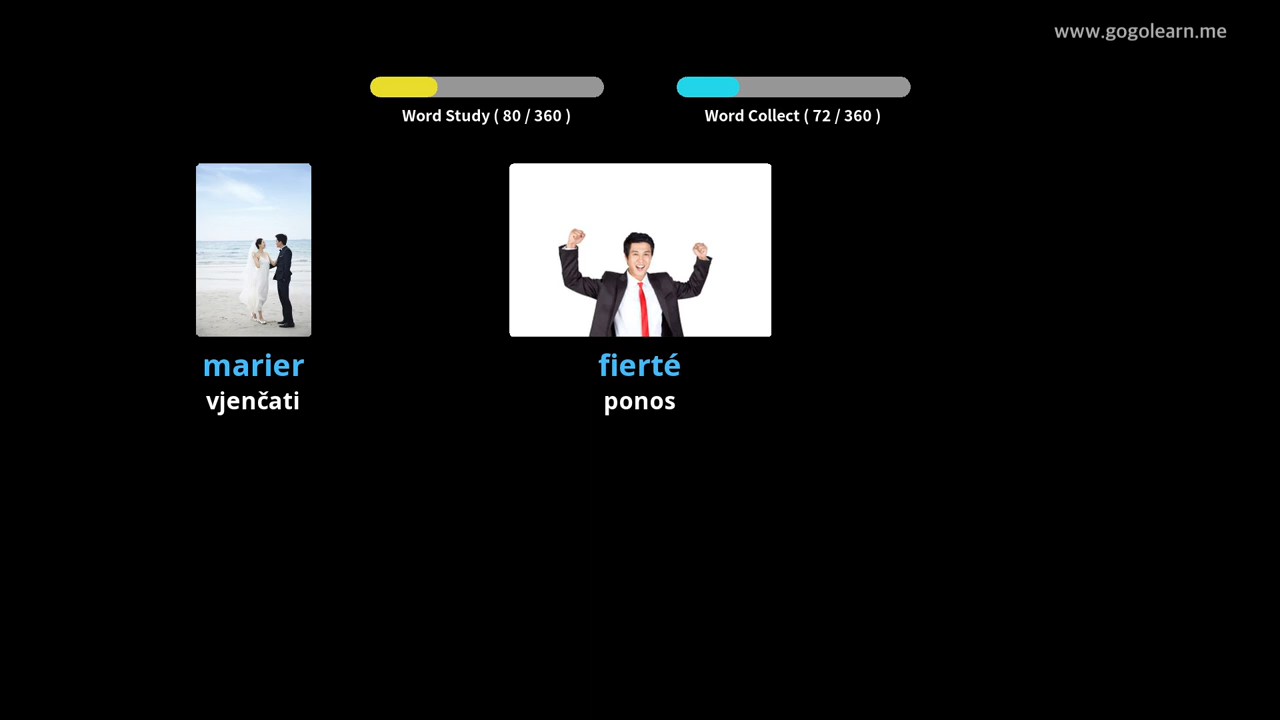 www.gogolearn.me
Word Study ( 80 / 360 )
Word Collect ( 72 / 360 )
marier
vjenčati
fierté
ponos